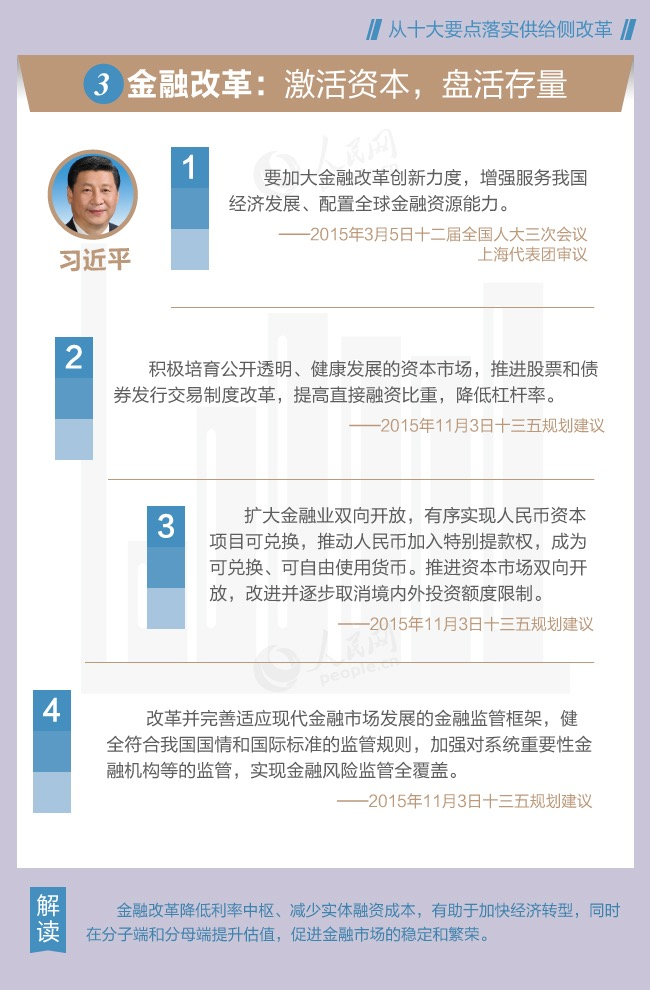 从十大要点落实供给侧改革
3 金融改革：激活资本，盘活存量
习近平
1
要加大金融改革创新力度，增强服务我国
经济发展、配置全球金融资源能力。
——2015年3月5日十二届全国人大三次会议
上海代表团审议
2
积极培育公开透明、健康发展的资本市场，推进股票和债
券发行交易制度改革，提高直接融资比重，降低杠杆率。
——2015年11月3日十三五规划建议
3
扩大金融业双向开放，有序实现人民币资本
项目可兑换，推动人民币加入特别提款权，成为
可兑换、可自由使用货币。推进资本市场双向开
放，改进并逐步取消境内外投资额度限制。
——2015年11月3日十三五规划建议
人民网
people.cn
4
改革并完善适应现代金融市场发展的金融监管框架，健
全符合我国国情和国际标准的监管规则，加强对系统重要性金
融机构等的监管，实现金融风险监管全覆盖。
——2015年11月3日十三五规划建议
解读
金融改革降低利率中枢、减少实体融资成本，有助于加快经济转型，同时
在分子端和分母端提升估值，促进金融市场的稳定和繁荣。